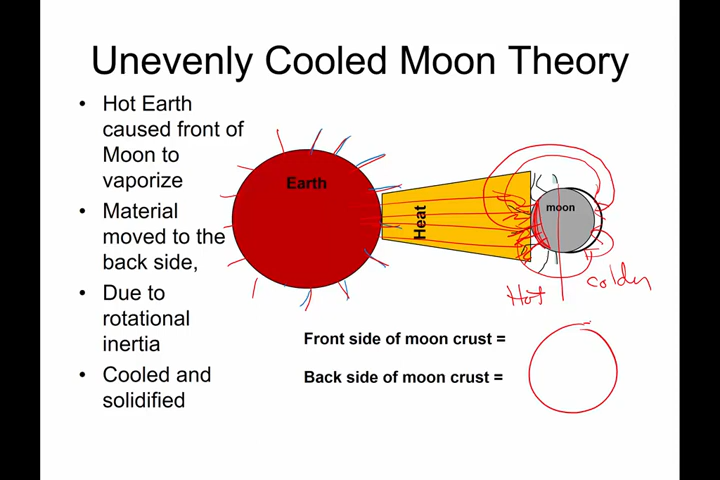 Unevenly Cooled Moon Theory
• Hot Earth
caused front of
Moon to
vaporize
• Material
moved to the
back side,
• Due to
rotational
inertia
• Cooled and
solidified
Earth
Heat
moon
Hot
colder
Front side of moon crust =
Back side of moon crust =